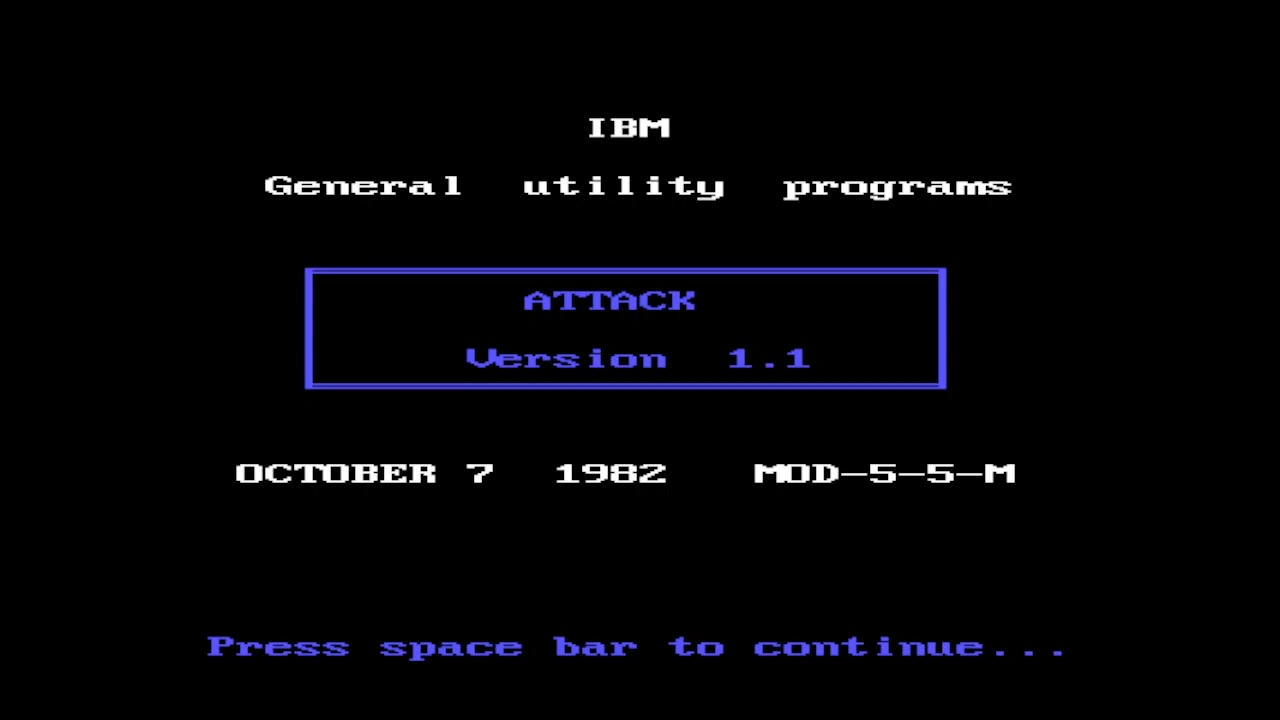 IBM
General utility programs
ATTACK
Version 1.1
OCTOBER 7 1982 MOD-5-5-M
Press space bar to continue...